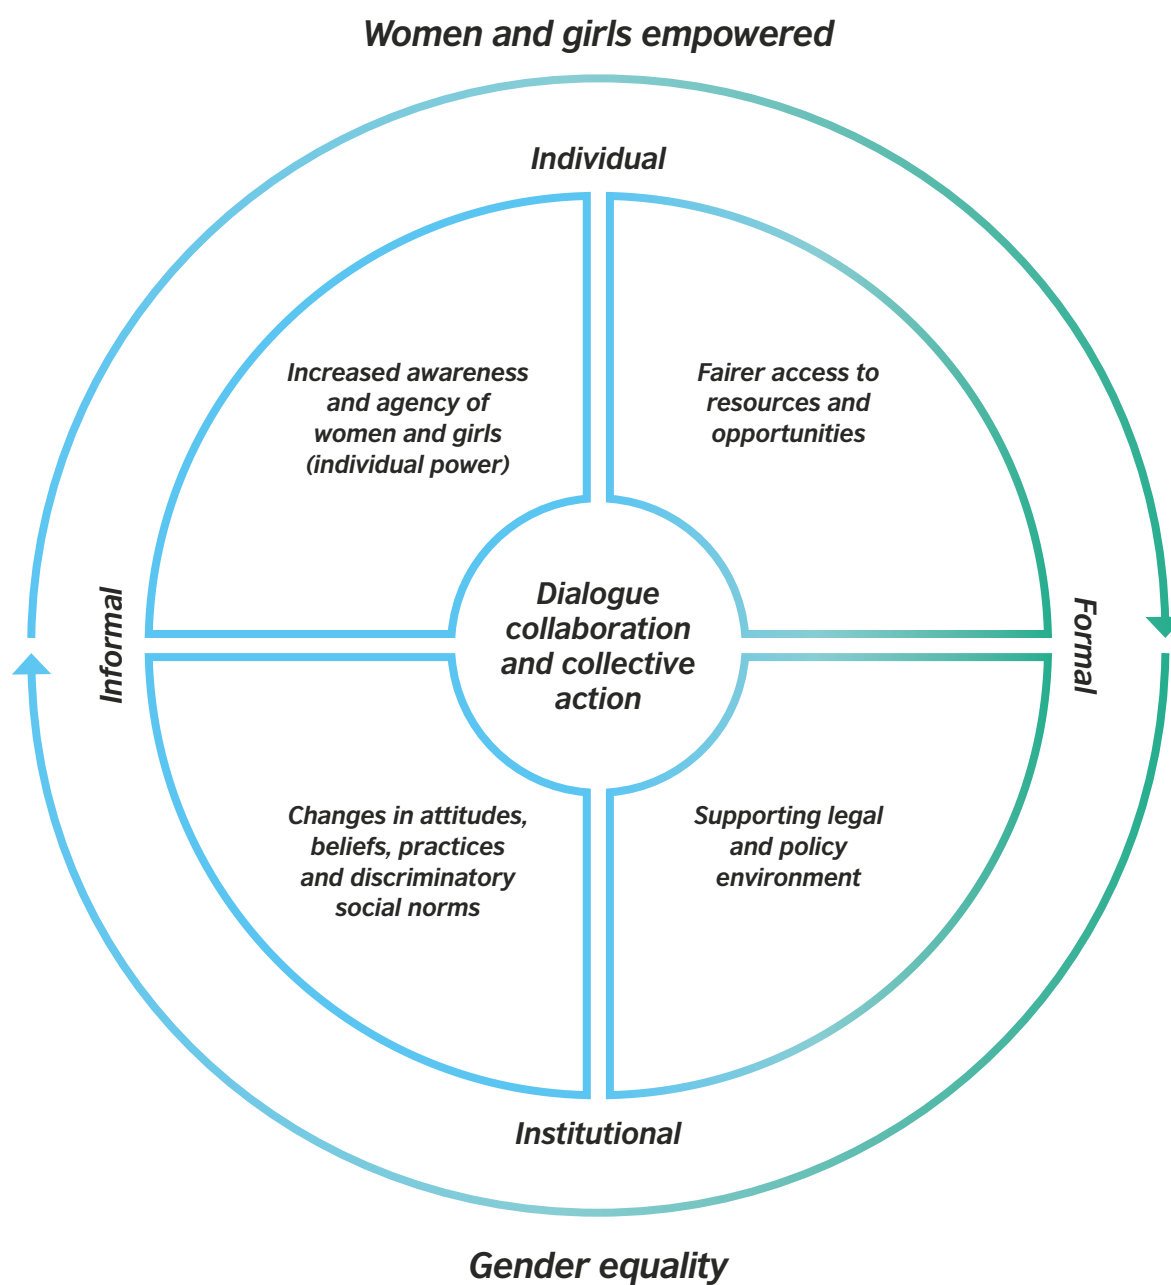 Women and girls empowered
Individual
Increased awareness
and agency of
women and girls
(individual power)
Fairer access to
resources and
opportunities
Informal
Dialogue
collaboration
and collective
action
Formal
Changes in attitudes,
beliefs, practices
and discriminatory
social norms
Supporting legal
and policy
environment
Institutional
Gender equality